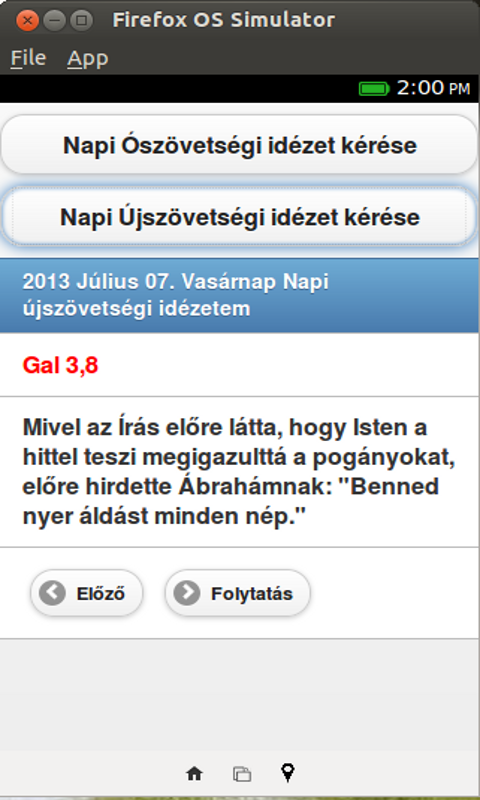 Firefox OS Simulator
File App
2:00 PM
Napi Ószövetségi idézet kérése
Napi Újszövetségi idézet kérése
2013 Július 07. Vasárnap Napi
újszövetségi idézetem
Gal 3,8
Mivel az Írás előre látta, hogy Isten a
hittel teszi megigazulttá a pogányokat,
előre hirdette Ábrahámnak: "Benned
nyer áldást minden nép."
Előző Folytatás